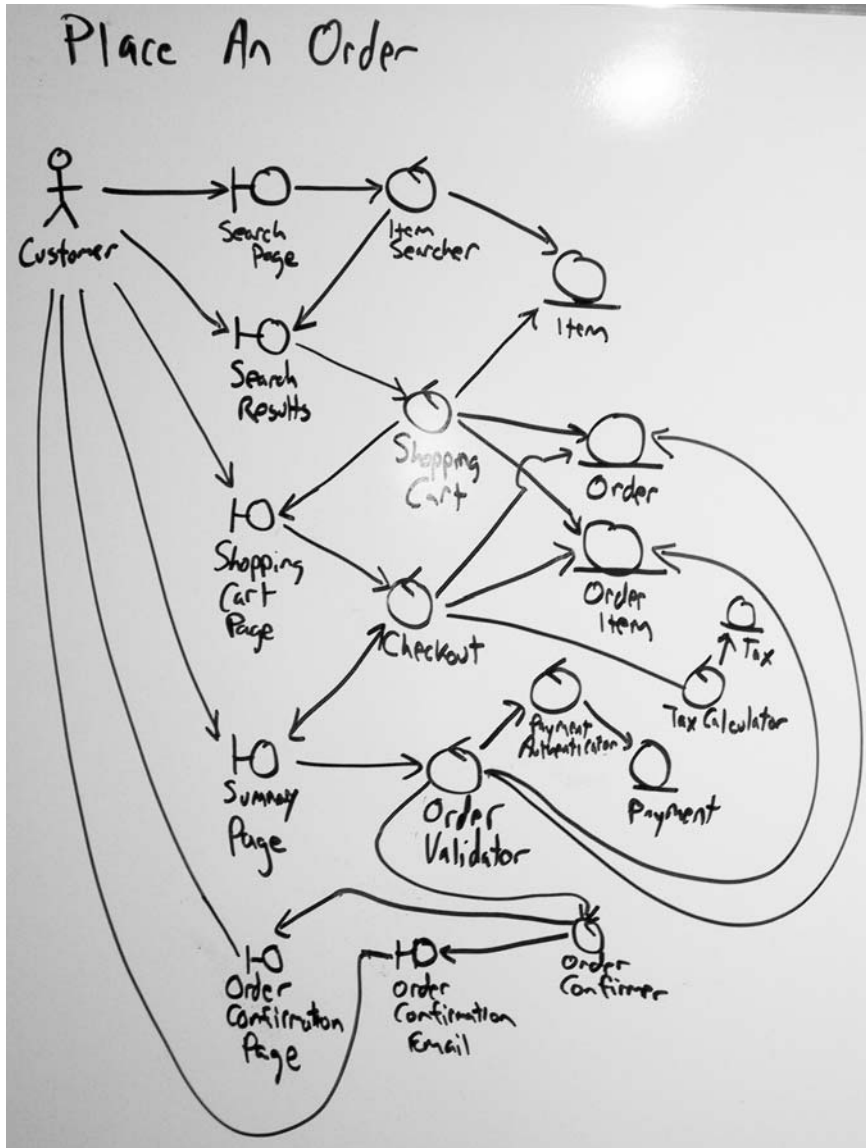 Place An Order
Customer
Search
Page
Item
Searcher
Item
Search
Results
Shopping
Cart
Order
Shopping
Cart
Page
Order
Item
Checkout
Tax
Tax Calculator
Payment
Authenticator
Payment
Summary
Page
Order
Validator
Order
Confirmation
Page
Order
Confirmation
Email
Order
Confirmer